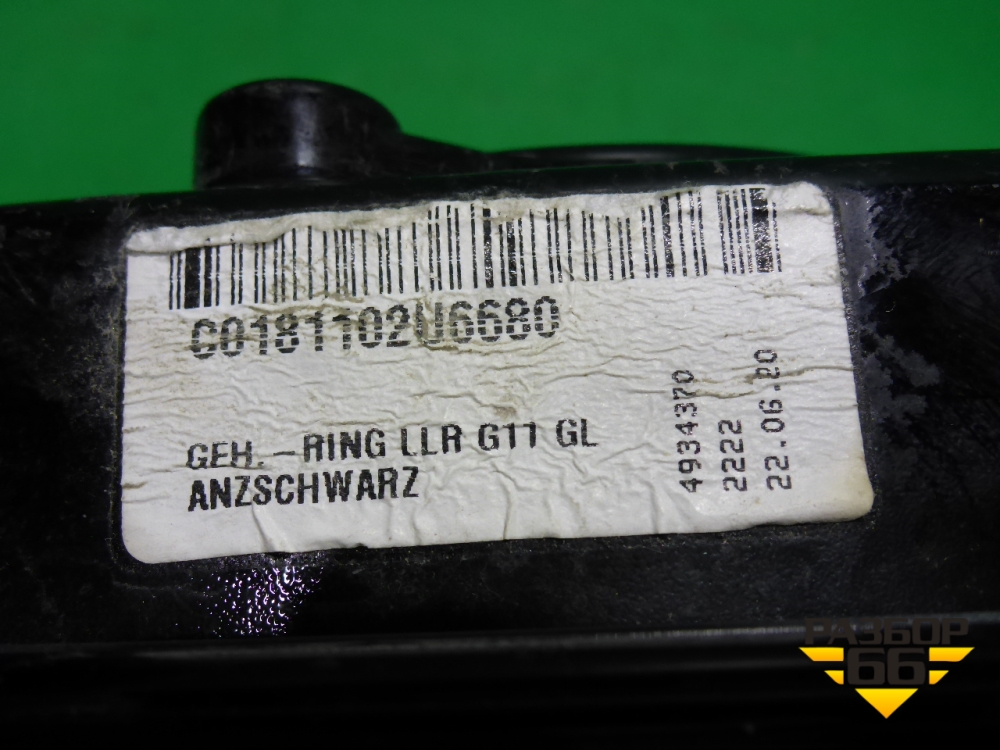 C0181102U6680
GEH.-RING LLR G11 GL
ANZSCHWARZ
4934370
2222
22.06.20
РАЗБОР
66